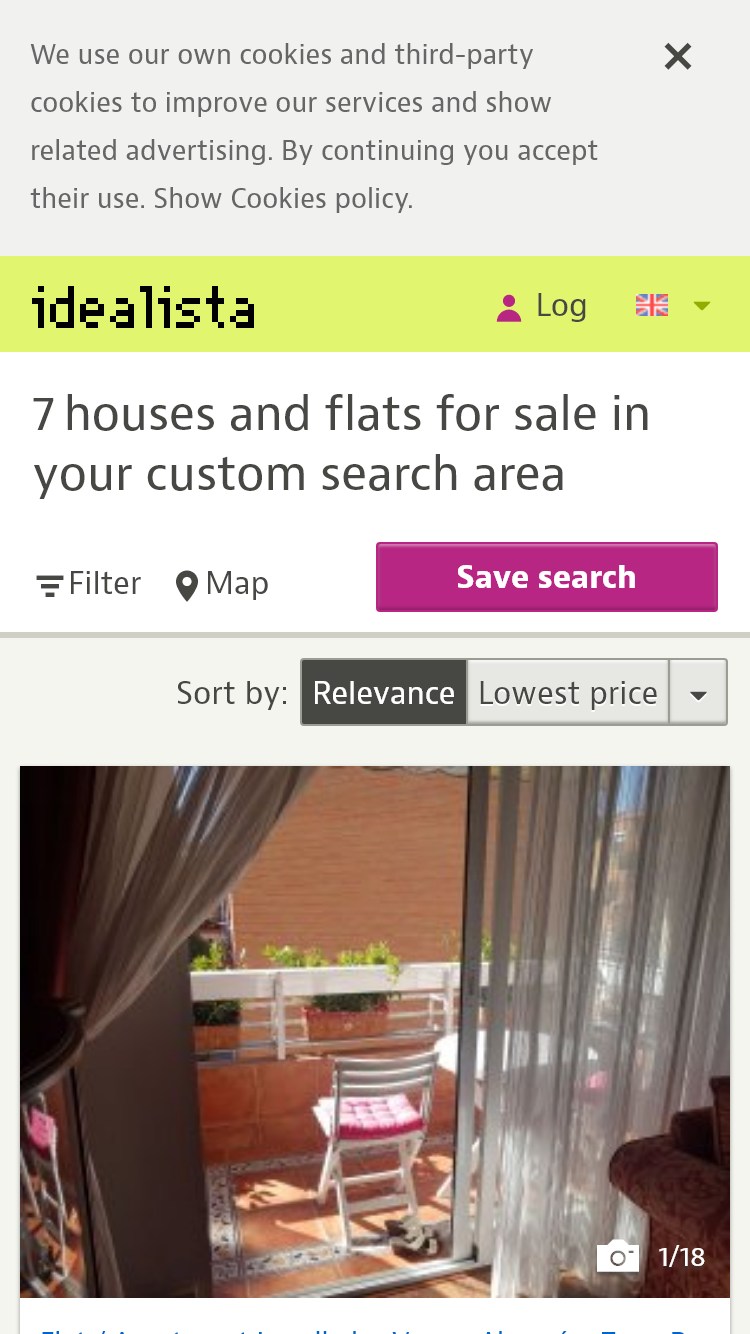 We use our own cookies and third-party
cookies to improve our services and show
related advertising. By continuing you accept
their use. Show Cookies policy.
idealista
Log
7 houses and flats for sale in
your custom search area
Filter
Map
Save search
Sort by:
Relevance
Lowest price
1/18